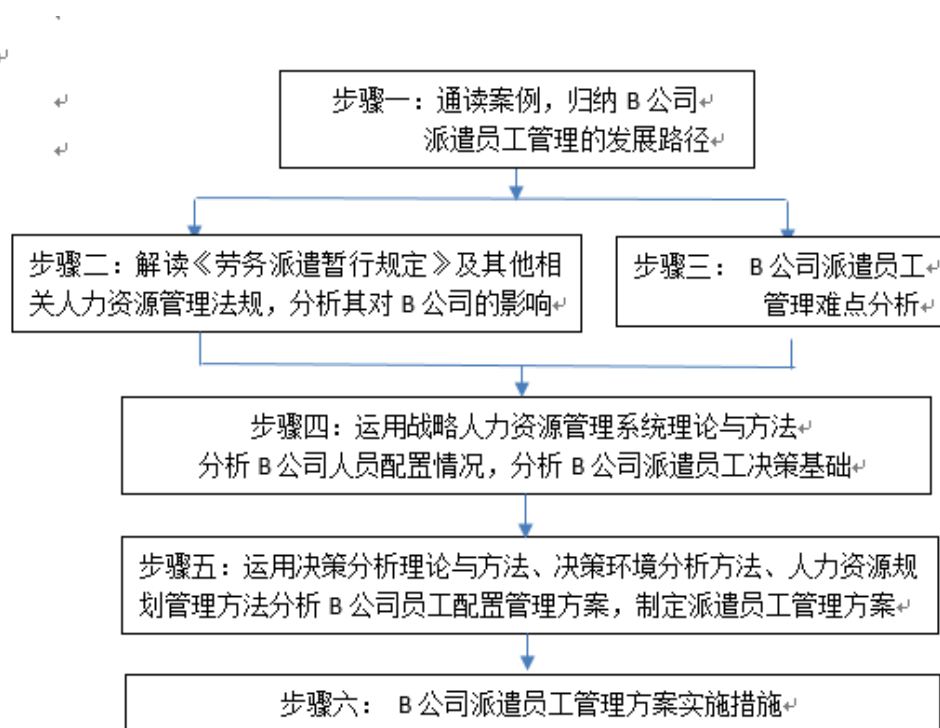 步骤一：通读案例，归纳 B 公司
派遣员工管理的发展路径
步骤二：解读《劳务派遣暂行规定》及其他相
关人力资源管理法规，分析其对 B 公司的影响
步骤三： B 公司派遣员工
管理难点分析
步骤四：运用战略人力资源管理系统理论与方法
分析 B 公司人员配置情况，分析 B 公司派遣员工决策基础
步骤五：运用决策分析理论与方法、决策环境分析方法、人力资源规
划管理方法分析 B 公司员工配置管理方案，制定派遣员工管理方案
步骤六： B 公司派遣员工管理方案实施措施